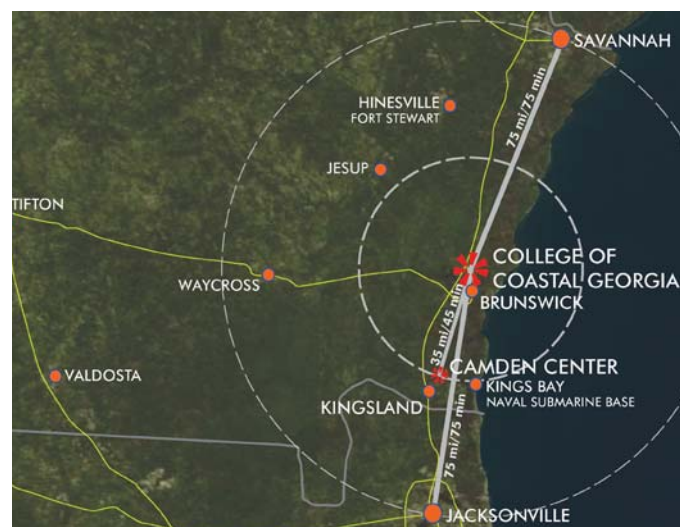 SAVANNAH
HINESVILLE
FORT STEWART
75 mi/75 min
JESUP
TIFTON
COLLEGE OF
COASTAL GEORGIA
WAYCROSS
BRUNSWICK
35 mi/45 min
CAMDEN CENTER
VALDOSTA
KINGS BAY
NAVAL SUBMARINE BASE
KINGSLAND
75 mi/75 min
JACKSONVILLE